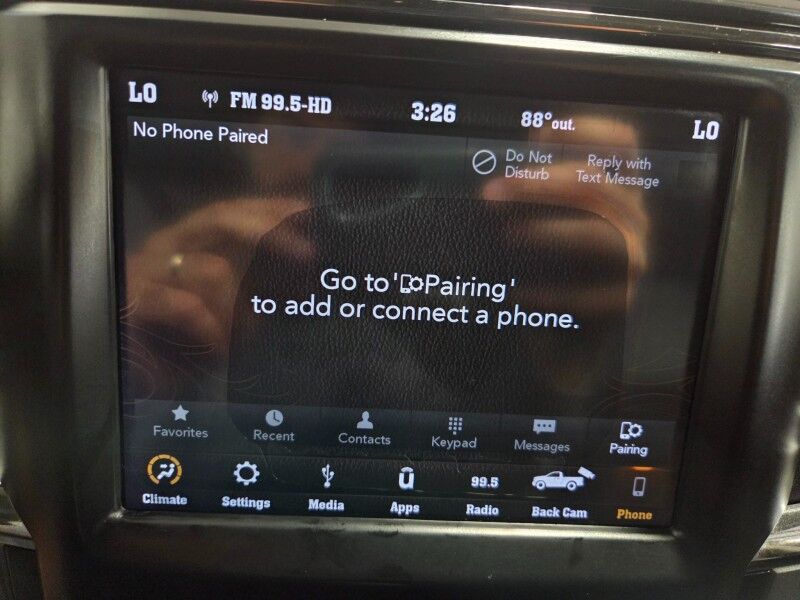 LO FM 99.5-HD 3:26 88° out. LO
No Phone Paired
Do Not
Disturb
Reply with
Text Message
Go to 'Pairing'
to add or connect a phone.
Favorites Recent Contacts Keypad Messages Pairing
99.5
Climate Settings Media Apps Radio Back Cam Phone